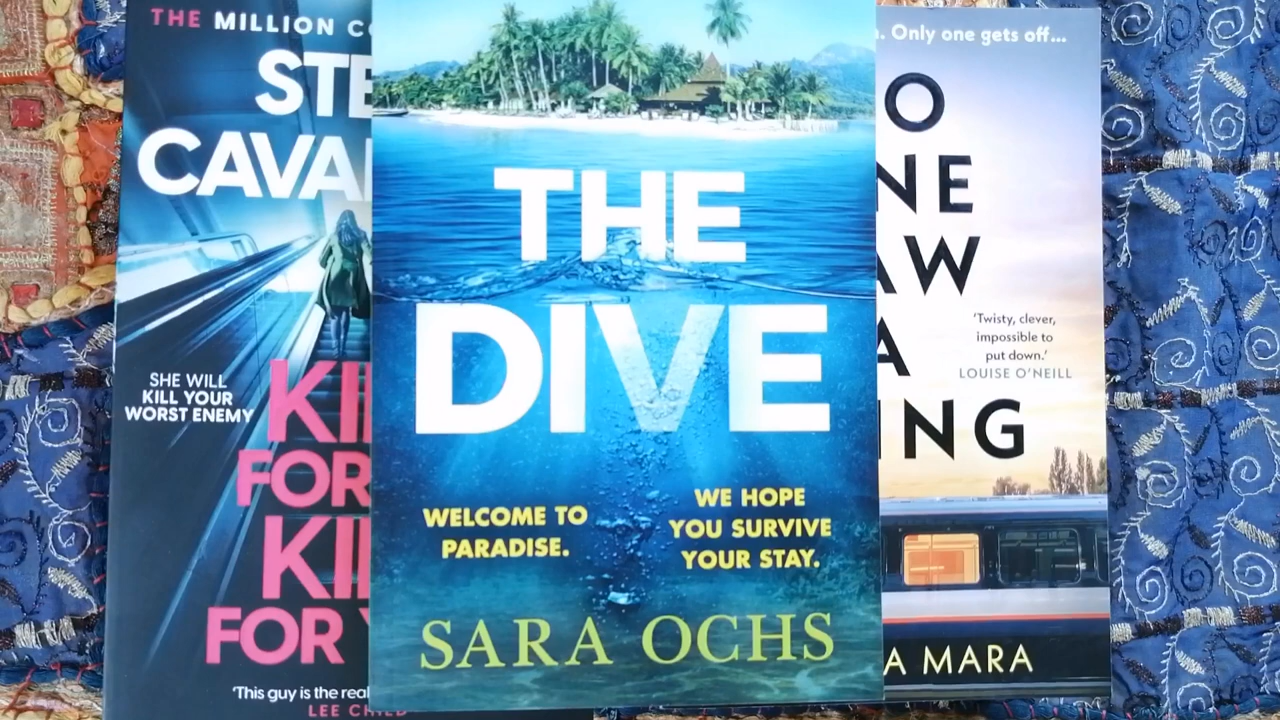 THE MILLION CO
STE
CAVA
SHE WILL
KILL YOUR
WORST ENEMY
KI
FOR
KI
FOR Y
'This guy is the real
LEE CHILD
THE
DIVE
WELCOME TO
PARADISE.
WE HOPE
YOU SURVIVE
YOUR STAY.
SARA OCHS
. Only one gets off...
O
NE
AW
A
ING
'Twisty, clever,
impossible to
put down.'
LOUISE O'NEILL
A MARA